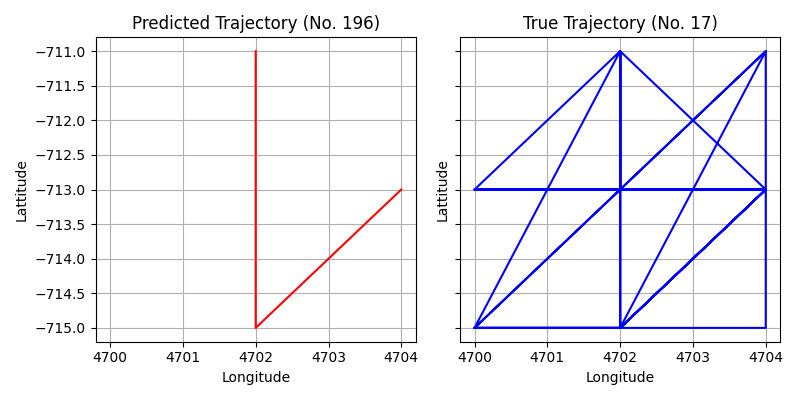 Predicted Trajectory (No. 196)
True Trajectory (No. 17)
Lattitude
−711.0
−711.5
−712.0
−712.5
−713.0
−713.5
−714.0
−714.5
−715.0
4700 4701 4702 4703 4704
Longitude
Lattitude
4700 4701 4702 4703 4704
Longitude